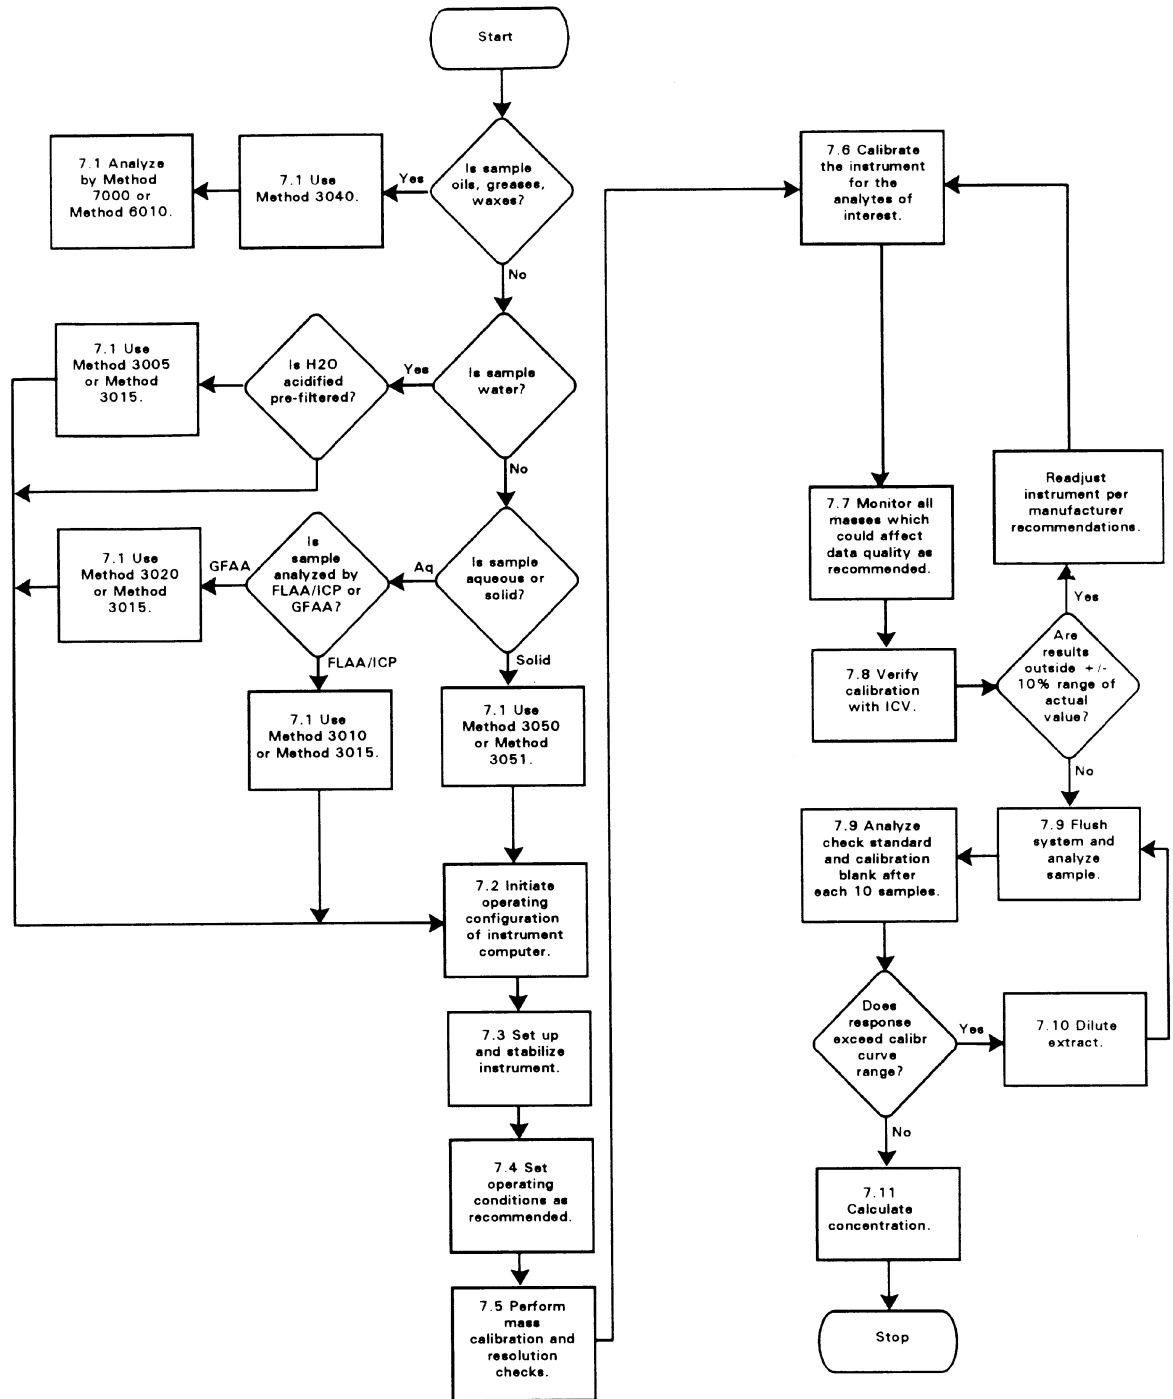 Start
Is sample
oils, greases,
waxes?
Yes
7.1 Use
Method 3040.
7.1 Analyze
by Method
7000 or
Method 6010.
No
Is sample
water?
Yes
Is H2O
acidified
pre-filtered?
7.1 Use
Method 3005
or Method
3015.
No
Is sample
aqueous or
solid?
Aq
Is
sample
analyzed by
FLAA/ICP or
GFAA?
GFAA
7.1 Use
Method 3020
or Method
3015.
FLAA/ICP
7.1 Use
Method 3010
or Method 3015.
Solid
7.1 Use
Method 3050
or Method
3051.
7.2 Initiate
operating
configuration
of instrument
computer.
7.3 Set up
and stabilize
instrument.
7.4 Set
operating
conditions as
recommended.
7.5 Perform
mass
calibration and
resolution
checks.
7.6 Calibrate
the instrument
for the
analytes of
interest.
7.7 Monitor all
masses which
could affect
data quality as
recommended.
7.8 Verify
calibration
with ICV.
Are
results
outside +/-
10% range of
actual
value?
Yes
Readjust
instrument per
manufacturer
recommendations.
No
7.9 Flush
system and
analyze
sample.
7.9 Analyze
check standard
and calibration
blank after
each 10 samples.
Does
response
exceed calibr
curve
range?
Yes
7.10 Dilute
extract.
No
7.11
Calculate
concentration.
Stop